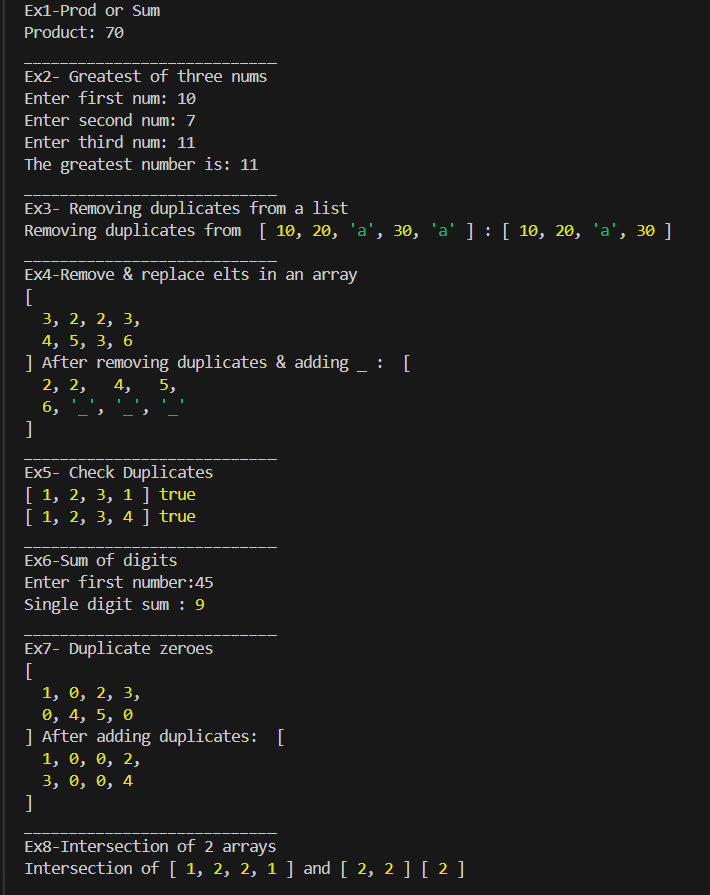 Ex1-Prod or Sum
Product: 70
____________________________
Ex2- Greatest of three nums
Enter first num: 10
Enter second num: 7
Enter third num: 11
The greatest number is: 11
____________________________
Ex3- Removing duplicates from a list
Removing duplicates from  [ 10, 20, 'a', 30, 'a' ] : [ 10, 20, 'a', 30 ]
____________________________
Ex4-Remove & replace elts in an array
[
  3, 2, 2, 3,
  4, 5, 3, 6
] After removing duplicates & adding _ :  [
  2, 2,   4,   5,
  6, '_', '_', '_'
]
____________________________
Ex5- Check Duplicates
[ 1, 2, 3, 1 ] true
[ 1, 2, 3, 4 ] true
____________________________
Ex6-Sum of digits
Enter first number:45
Single digit sum : 9
____________________________
Ex7- Duplicate zeroes
[
  1, 0, 2, 3,
  0, 4, 5, 0
] After adding duplicates:  [
  1, 0, 0, 2,
  3, 0, 0, 4
]
____________________________
Ex8-Intersection of 2 arrays
Intersection of [ 1, 2, 2, 1 ] and [ 2, 2 ] [ 2 ]